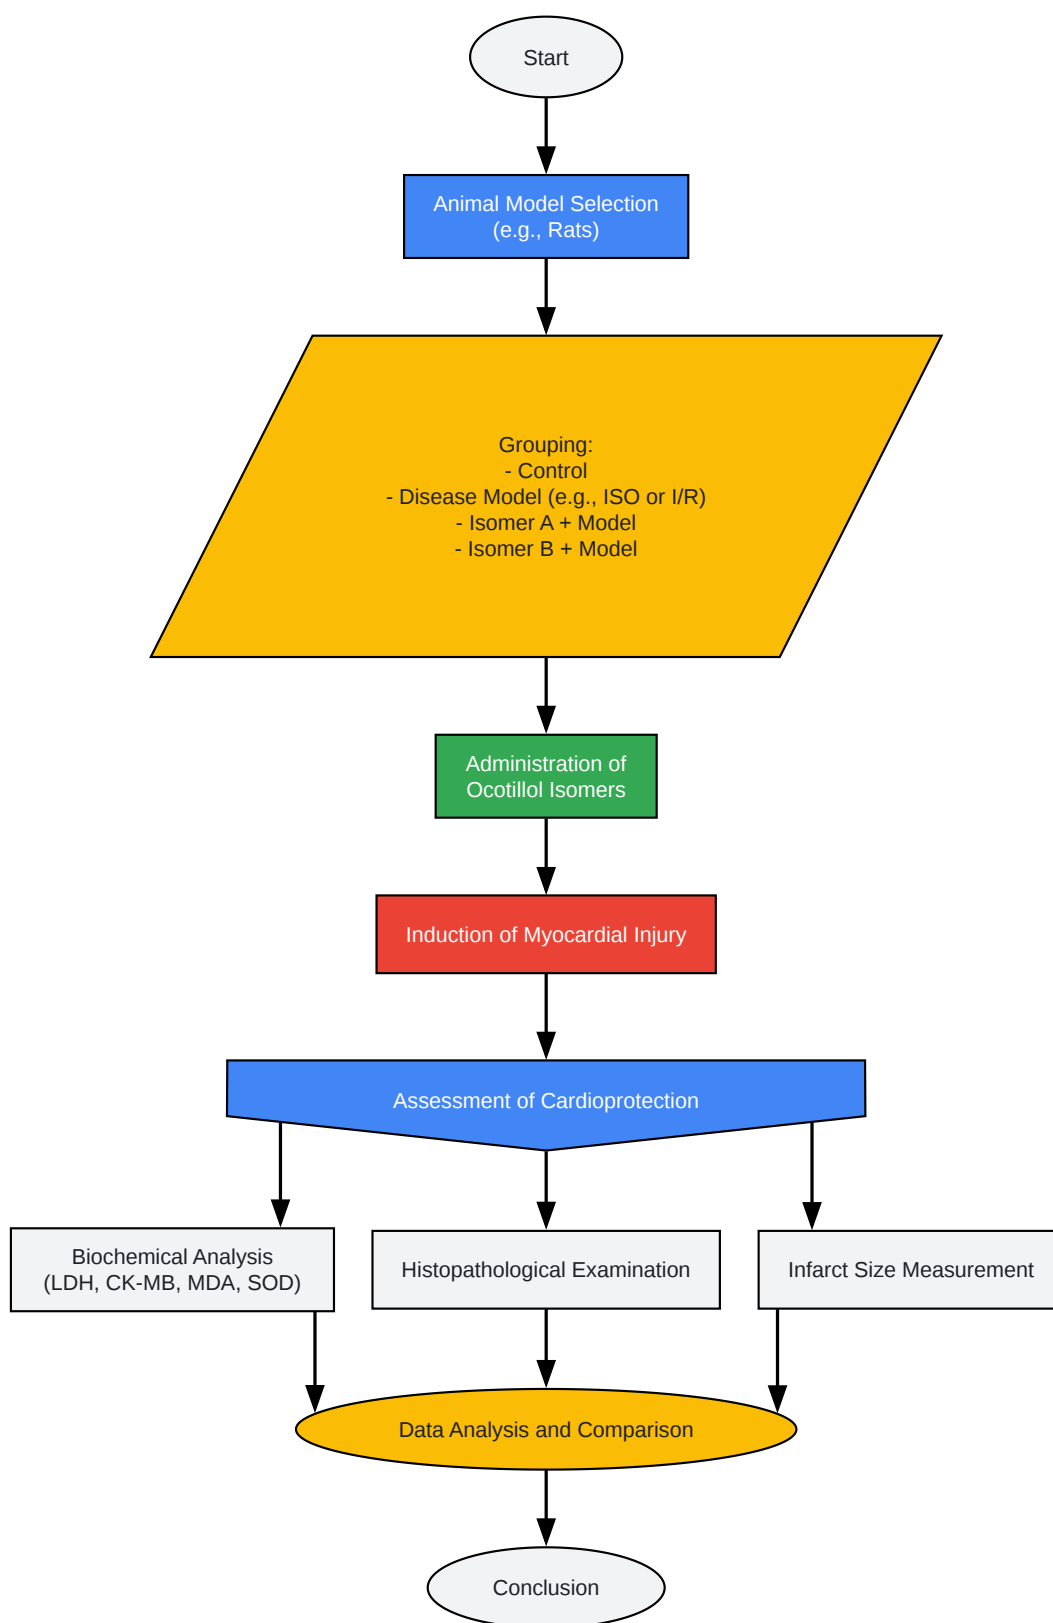 Start
Animal Model Selection
(e.g., Rats)
Grouping:
- Control
- Disease Model (e.g., ISO or I/R)
- Isomer A + Model
- Isomer B + Model
Administration of
Ocotillol Isomers
Induction of Myocardial Injury
Assessment of Cardioprotection
Biochemical Analysis
(LDH, CK-MB, MDA, SOD)
Histopathological Examination
Infarct Size Measurement
Data Analysis and Comparison
Conclusion